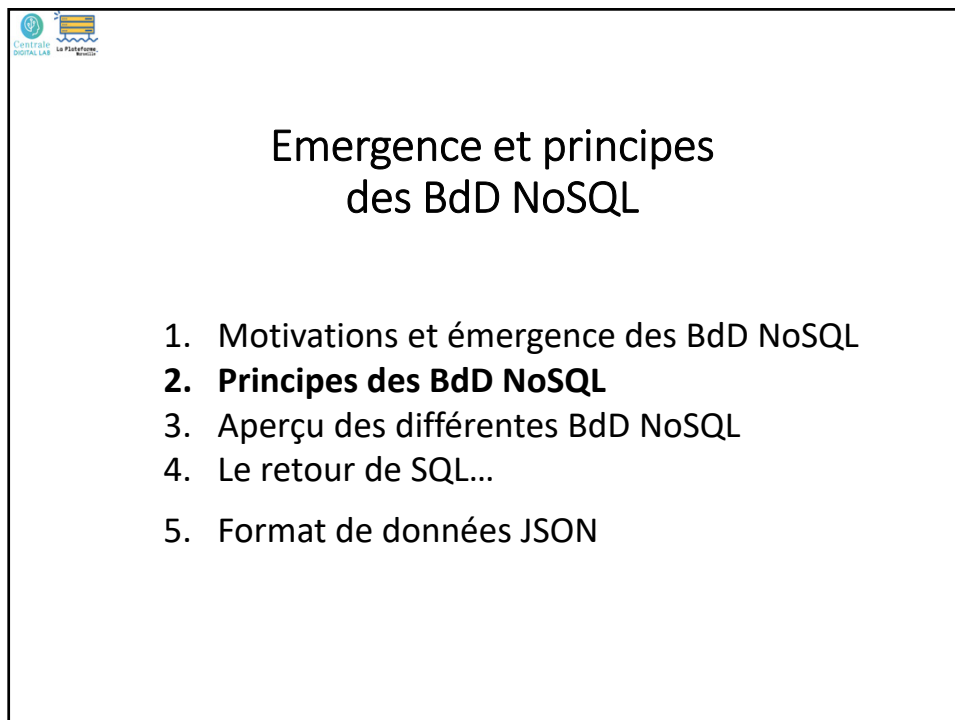 Centrale
DIGITAL LAB
La Plateforme_
Marseille
Emergence et principes
des BdD NoSQL
1. Motivations et émergence des BdD NoSQL
2. Principes des BdD NoSQL
3. Aperçu des différentes BdD NoSQL
4. Le retour de SQL…
5. Format de données JSON